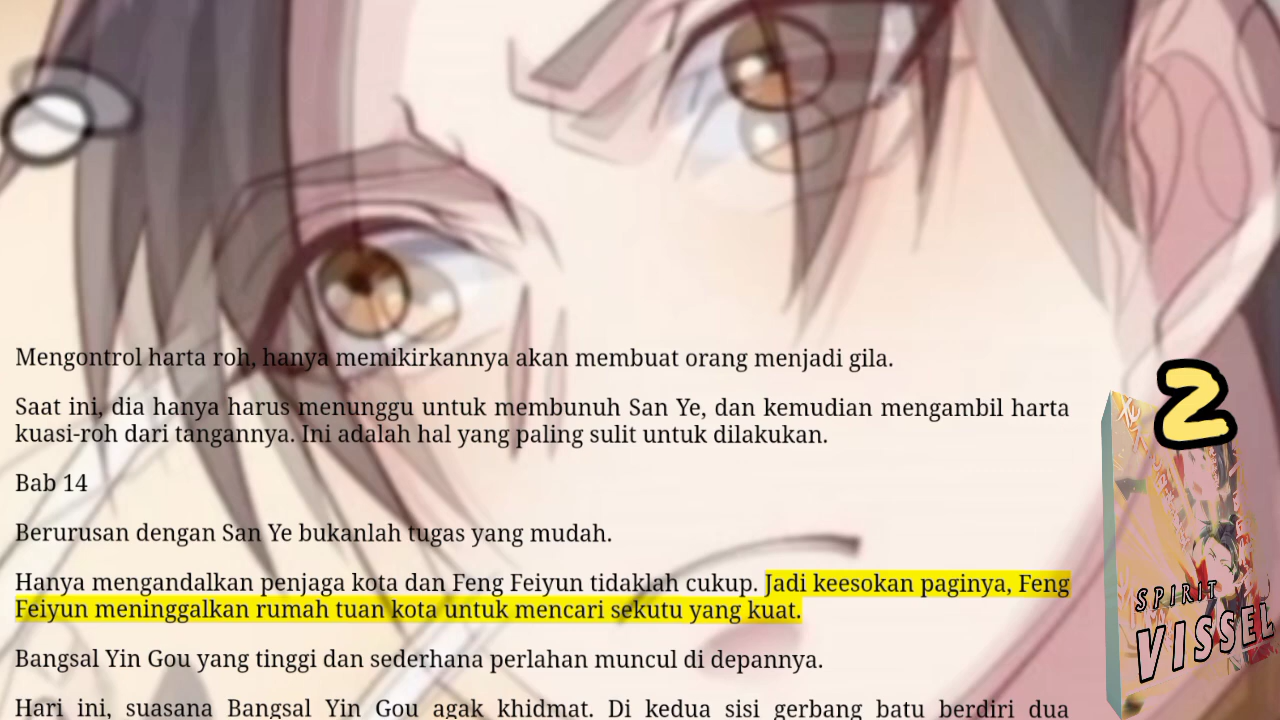 Mengontrol harta roh, hanya memikirkannya akan membuat orang menjadi gila.
Saat ini, dia hanya harus menunggu untuk membunuh San Ye, dan kemudian mengambil harta
kuasi-roh dari tangannya. Ini adalah hal yang paling sulit untuk dilakukan.
Bab 14
Berurusan dengan San Ye bukanlah tugas yang mudah.
Hanya mengandalkan penjaga kota dan Feng Feiyun tidaklah cukup. Jadi keesokan paginya, Feng
Feiyun meninggalkan rumah tuan kota untuk mencari sekutu yang kuat.
Bangsal Yin Gou yang tinggi dan sederhana perlahan muncul di depannya.
Hari ini, suasana Bangsal Yin Gou agak khidmat. Di kedua sisi gerbang batu berdiri dua
2
SPIRIT
VISSEL